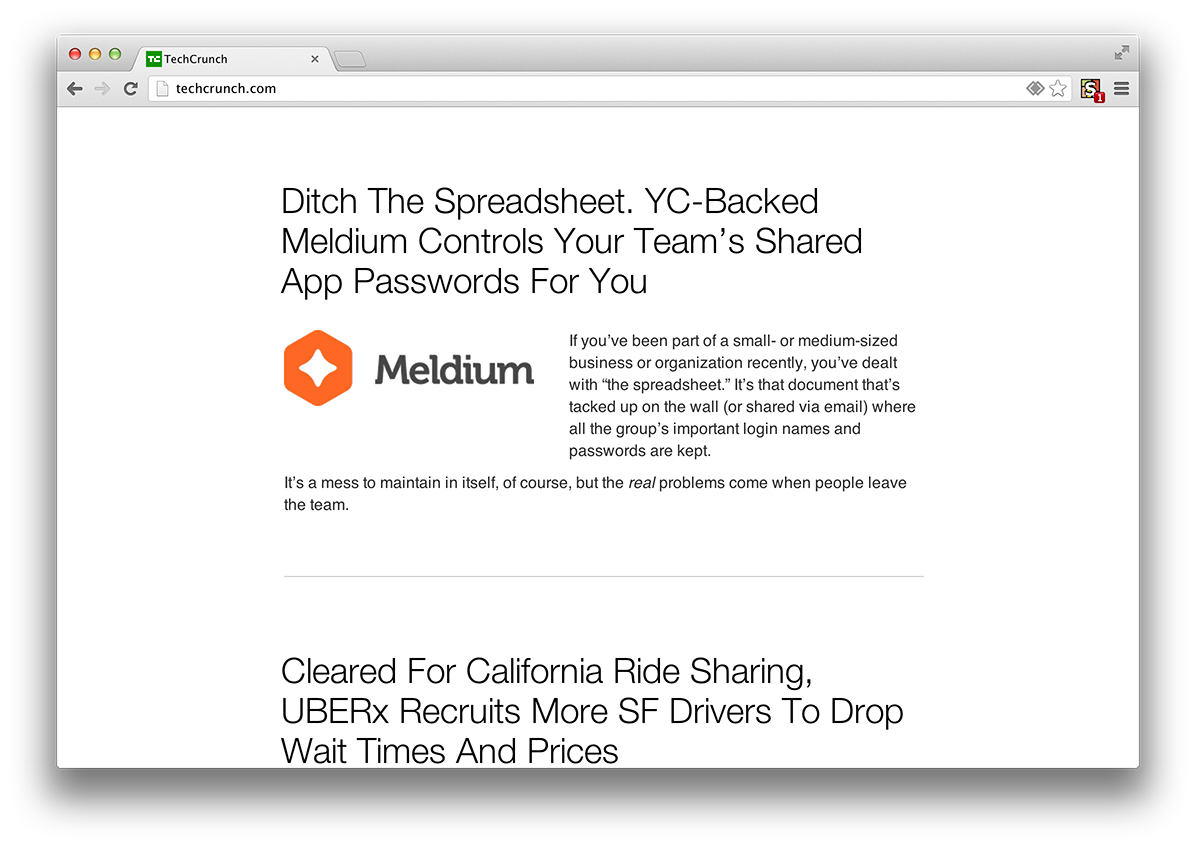 TechCrunch
techcrunch.com
S
1
Ditch The Spreadsheet. YC-Backed
Meldium Controls Your Team’s Shared
App Passwords For You
Meldium
If you’ve been part of a small- or medium-sized
business or organization recently, you’ve dealt
with “the spreadsheet.” It’s that document that’s
tacked up on the wall (or shared via email) where
all the group’s important login names and
passwords are kept.
It’s a mess to maintain in itself, of course, but the real problems come when people leave
the team.
Cleared For California Ride Sharing,
UBERx Recruits More SF Drivers To Drop
Wait Times And Prices